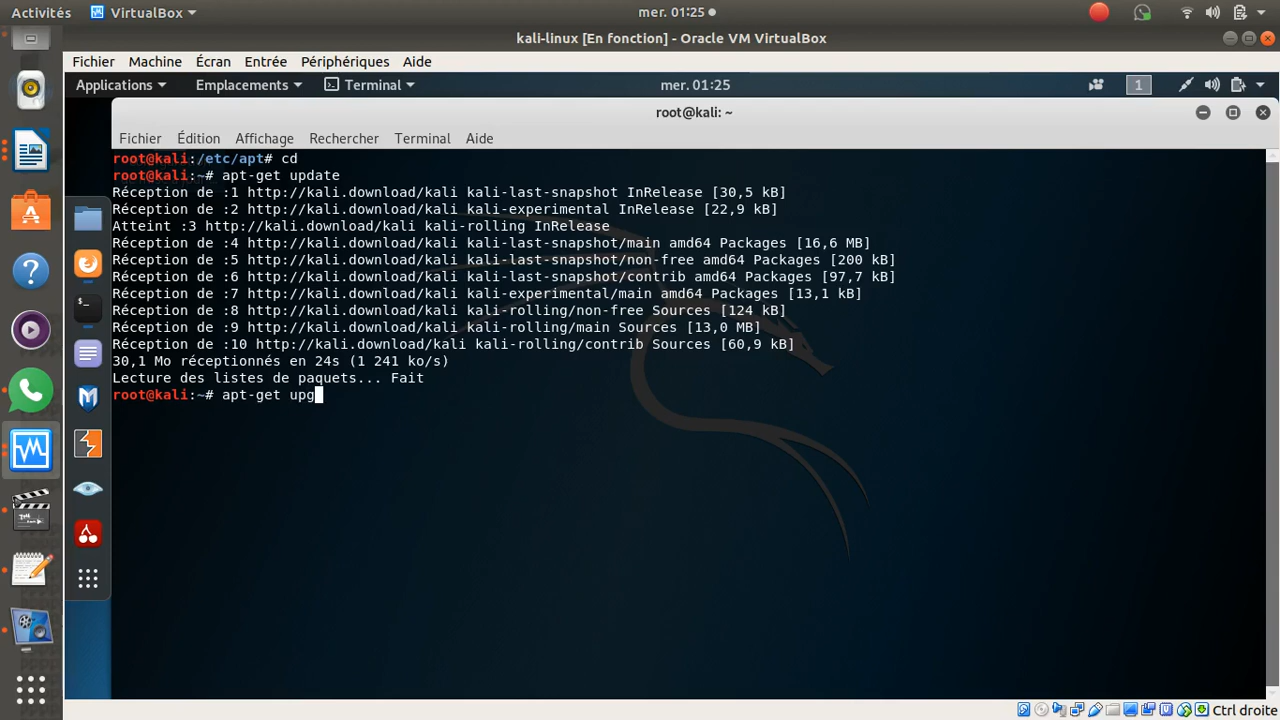 Activités VirtualBox mer. 01:25
kali-linux [En fonction] - Oracle VM VirtualBox
Fichier Machine Écran Entrée Périphériques Aide
Applications Emplacements Terminal mer. 01:25 1
root@kali: ~
Fichier Édition Affichage Rechercher Terminal Aide
root@kali:/etc/apt# cd
root@kali:~# apt-get update
Réception de :1 http://kali.download/kali kali-last-snapshot InRelease [30,5 kB]
Réception de :2 http://kali.download/kali kali-experimental InRelease [22,9 kB]
Atteint :3 http://kali.download/kali kali-rolling InRelease
Réception de :4 http://kali.download/kali kali-last-snapshot/main amd64 Packages [16,6 MB]
Réception de :5 http://kali.download/kali kali-last-snapshot/non-free amd64 Packages [200 kB]
Réception de :6 http://kali.download/kali kali-last-snapshot/contrib amd64 Packages [97,7 kB]
Réception de :7 http://kali.download/kali kali-experimental/main amd64 Packages [13,1 kB]
Réception de :8 http://kali.download/kali kali-rolling/non-free Sources [124 kB]
Réception de :9 http://kali.download/kali kali-rolling/main Sources [13,0 MB]
Réception de :10 http://kali.download/kali kali-rolling/contrib Sources [60,9 kB]
30,1 Mo réceptionnés en 24s (1 241 ko/s)
Lecture des listes de paquets... Fait
root@kali:~# apt-get upg
Ctrl droite